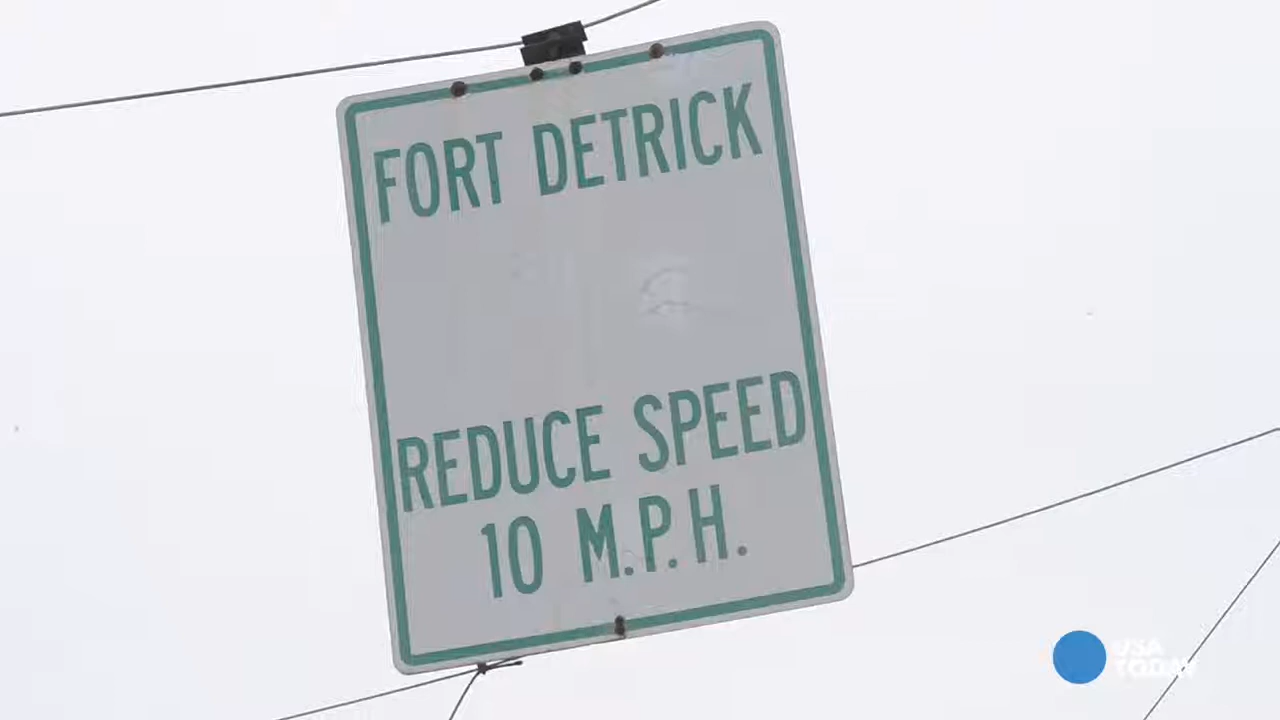 FORT DETRICK
REDUCE SPEED
10 M.P.H.
USA
TODAY